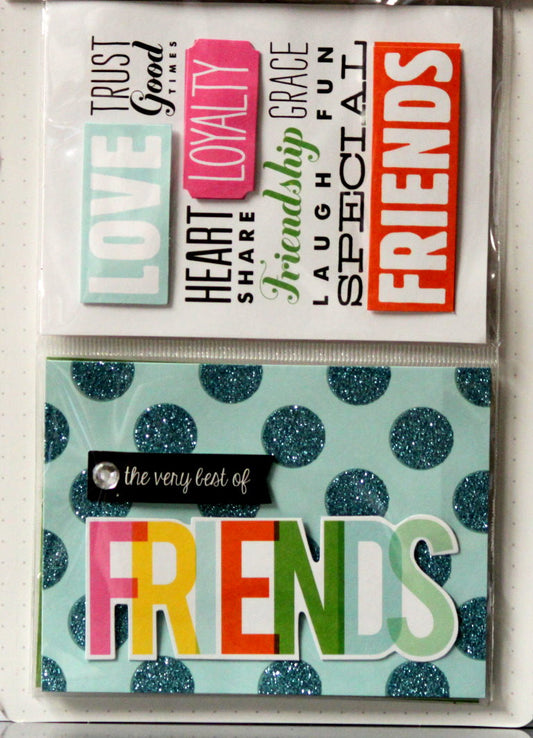 LOVE
TRUST
Good
TIMES
HEART
SHARE
LOYALTY
Friendship GRACE
LAUGH FUN
SPECIAL
FRIENDS
the very best of
FRIENDS